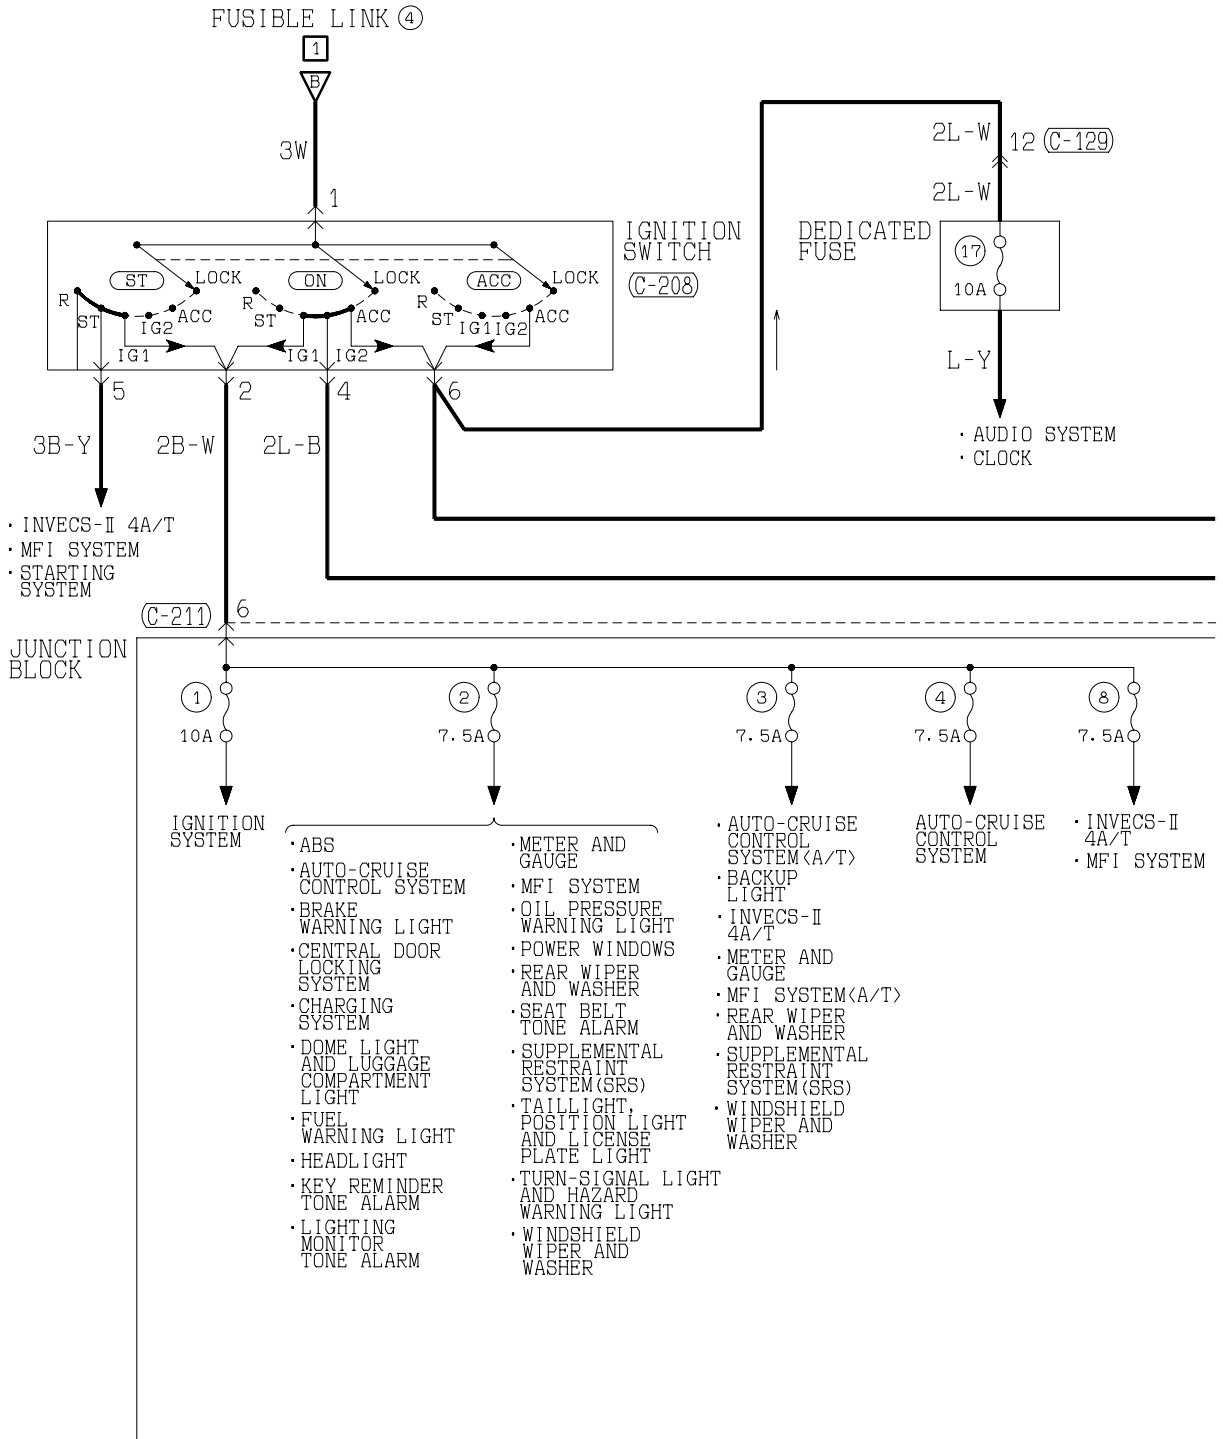 FUSIBLE LINK ④
1
B
3W
1
IGNITION
SWITCH
(C-208)
ST
LOCK
ON
LOCK
ACC
LOCK
R
ST
IG1
IG2
ACC
R
ST
IG1
IG2
ACC
R
ST
IG1
IG2
ACC
5
2
4
6
3B-Y
2B-W
2L-B
2L-W
12 (C-129)
2L-W
DEDICATED
FUSE
17
10A
L-Y
· AUDIO SYSTEM
· CLOCK
· INVECS-Ⅱ 4A/T
· MFI SYSTEM
· STARTING
SYSTEM
(C-211) 6
JUNCTION
BLOCK
1
10A
2
7.5A
3
7.5A
4
7.5A
8
7.5A
IGNITION
SYSTEM
· ABS
· AUTO-CRUISE
CONTROL SYSTEM
· BRAKE
WARNING LIGHT
· CENTRAL DOOR
LOCKING
SYSTEM
· CHARGING
SYSTEM
· DOME LIGHT
AND LUGGAGE
COMPARTMENT
LIGHT
· FUEL
WARNING LIGHT
· HEADLIGHT
· KEY REMINDER
TONE ALARM
· LIGHTING
MONITOR
TONE ALARM
· METER AND
GAUGE
· MFI SYSTEM
· OIL PRESSURE
WARNING LIGHT
· POWER WINDOWS
· REAR WIPER
AND WASHER
· SEAT BELT
TONE ALARM
· SUPPLEMENTAL
RESTRAINT
SYSTEM(SRS)
· TAILLIGHT,
POSITION LIGHT
AND LICENSE
PLATE LIGHT
· TURN-SIGNAL LIGHT
AND HAZARD
WARNING LIGHT
· WINDSHIELD
WIPER AND
WASHER
· AUTO-CRUISE
CONTROL
SYSTEM<A/T>
· BACKUP
LIGHT
· INVECS-Ⅱ
4A/T
· METER AND
GAUGE
· MFI SYSTEM<A/T>
· REAR WIPER
AND WASHER
· SUPPLEMENTAL
RESTRAINT
SYSTEM(SRS)
· WINDSHIELD
WIPER AND
WASHER
AUTO-CRUISE
CONTROL
SYSTEM
· INVECS-Ⅱ
4A/T
· MFI SYSTEM